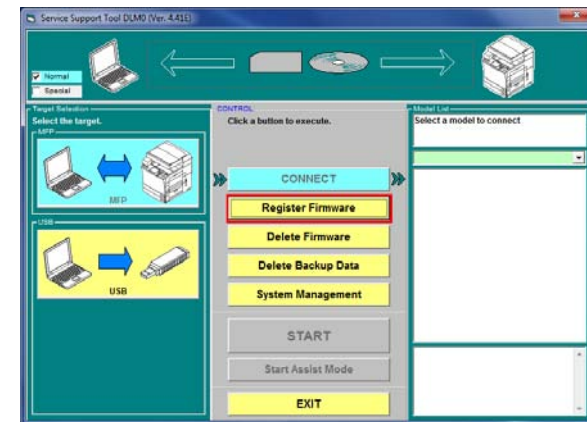 Service Support Tool DLM0 (Ver. 4.41E)
Normal
Special
Target Selection
Select the target.
MFP
MFP
USB
USB
CONTROL
Click a button to execute.
CONNECT
Register Firmware
Delete Firmware
Delete Backup Data
System Management
START
Start Assist Mode
EXIT
Model List
Select a model to connect